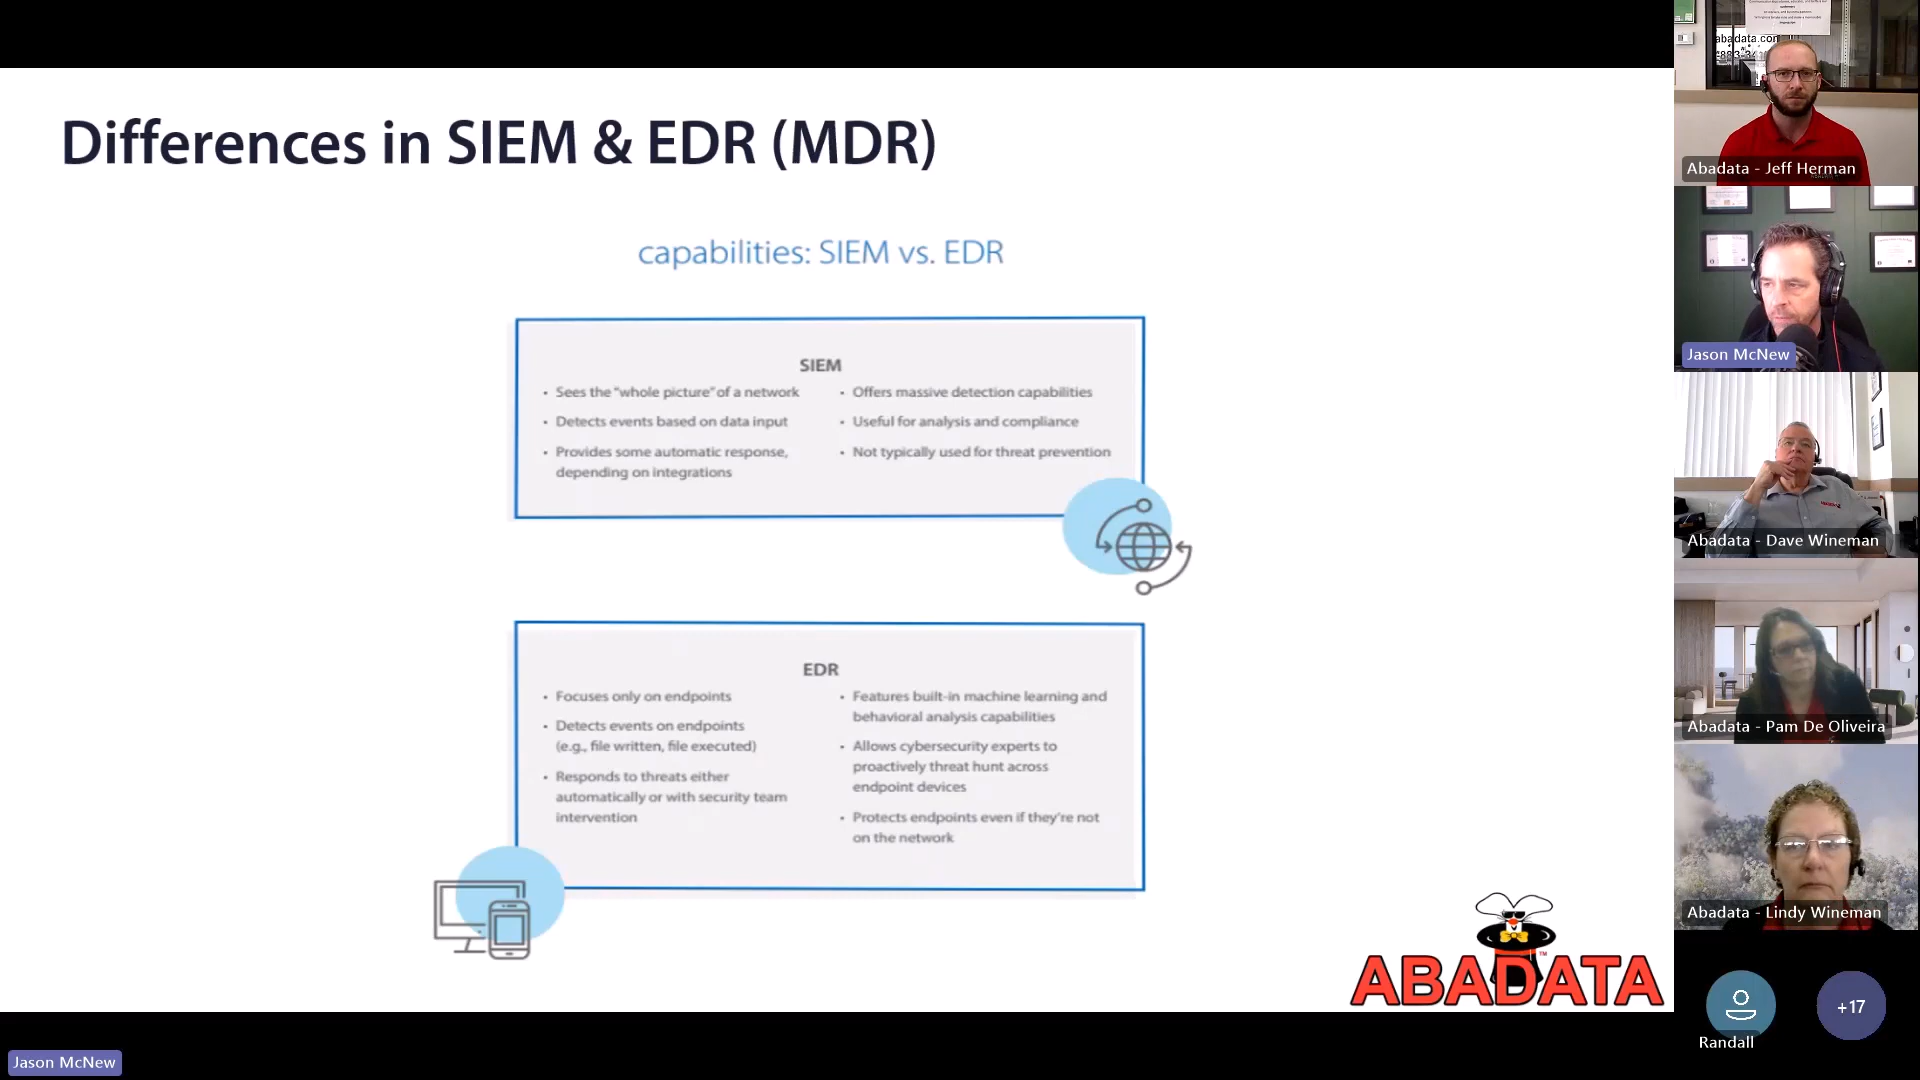 Differences in SIEM & EDR (MDR)
capabilities: SIEM vs. EDR
SIEM
• Sees the "whole picture" of a network
• Detects events based on data input
• Provides some automatic response,
depending on integrations
• Offers massive detection capabilities
• Useful for analysis and compliance
• Not typically used for threat prevention
EDR
• Focuses only on endpoints
• Detects events on endpoints
(e.g., file written, file executed)
• Responds to threats either
automatically or with security team
intervention
• Features built-in machine learning and
behavioral analysis capabilities
• Allows cybersecurity experts to
proactively threat hunt across
endpoint devices
• Protects endpoints even if they're not
on the network
ABADATA
TM
Jason McNew
abadata.com
Abadata - Jeff Herman
Jason McNew
Abadata - Dave Wineman
Abadata - Pam De Oliveira
Abadata - Lindy Wineman
Randall
+17